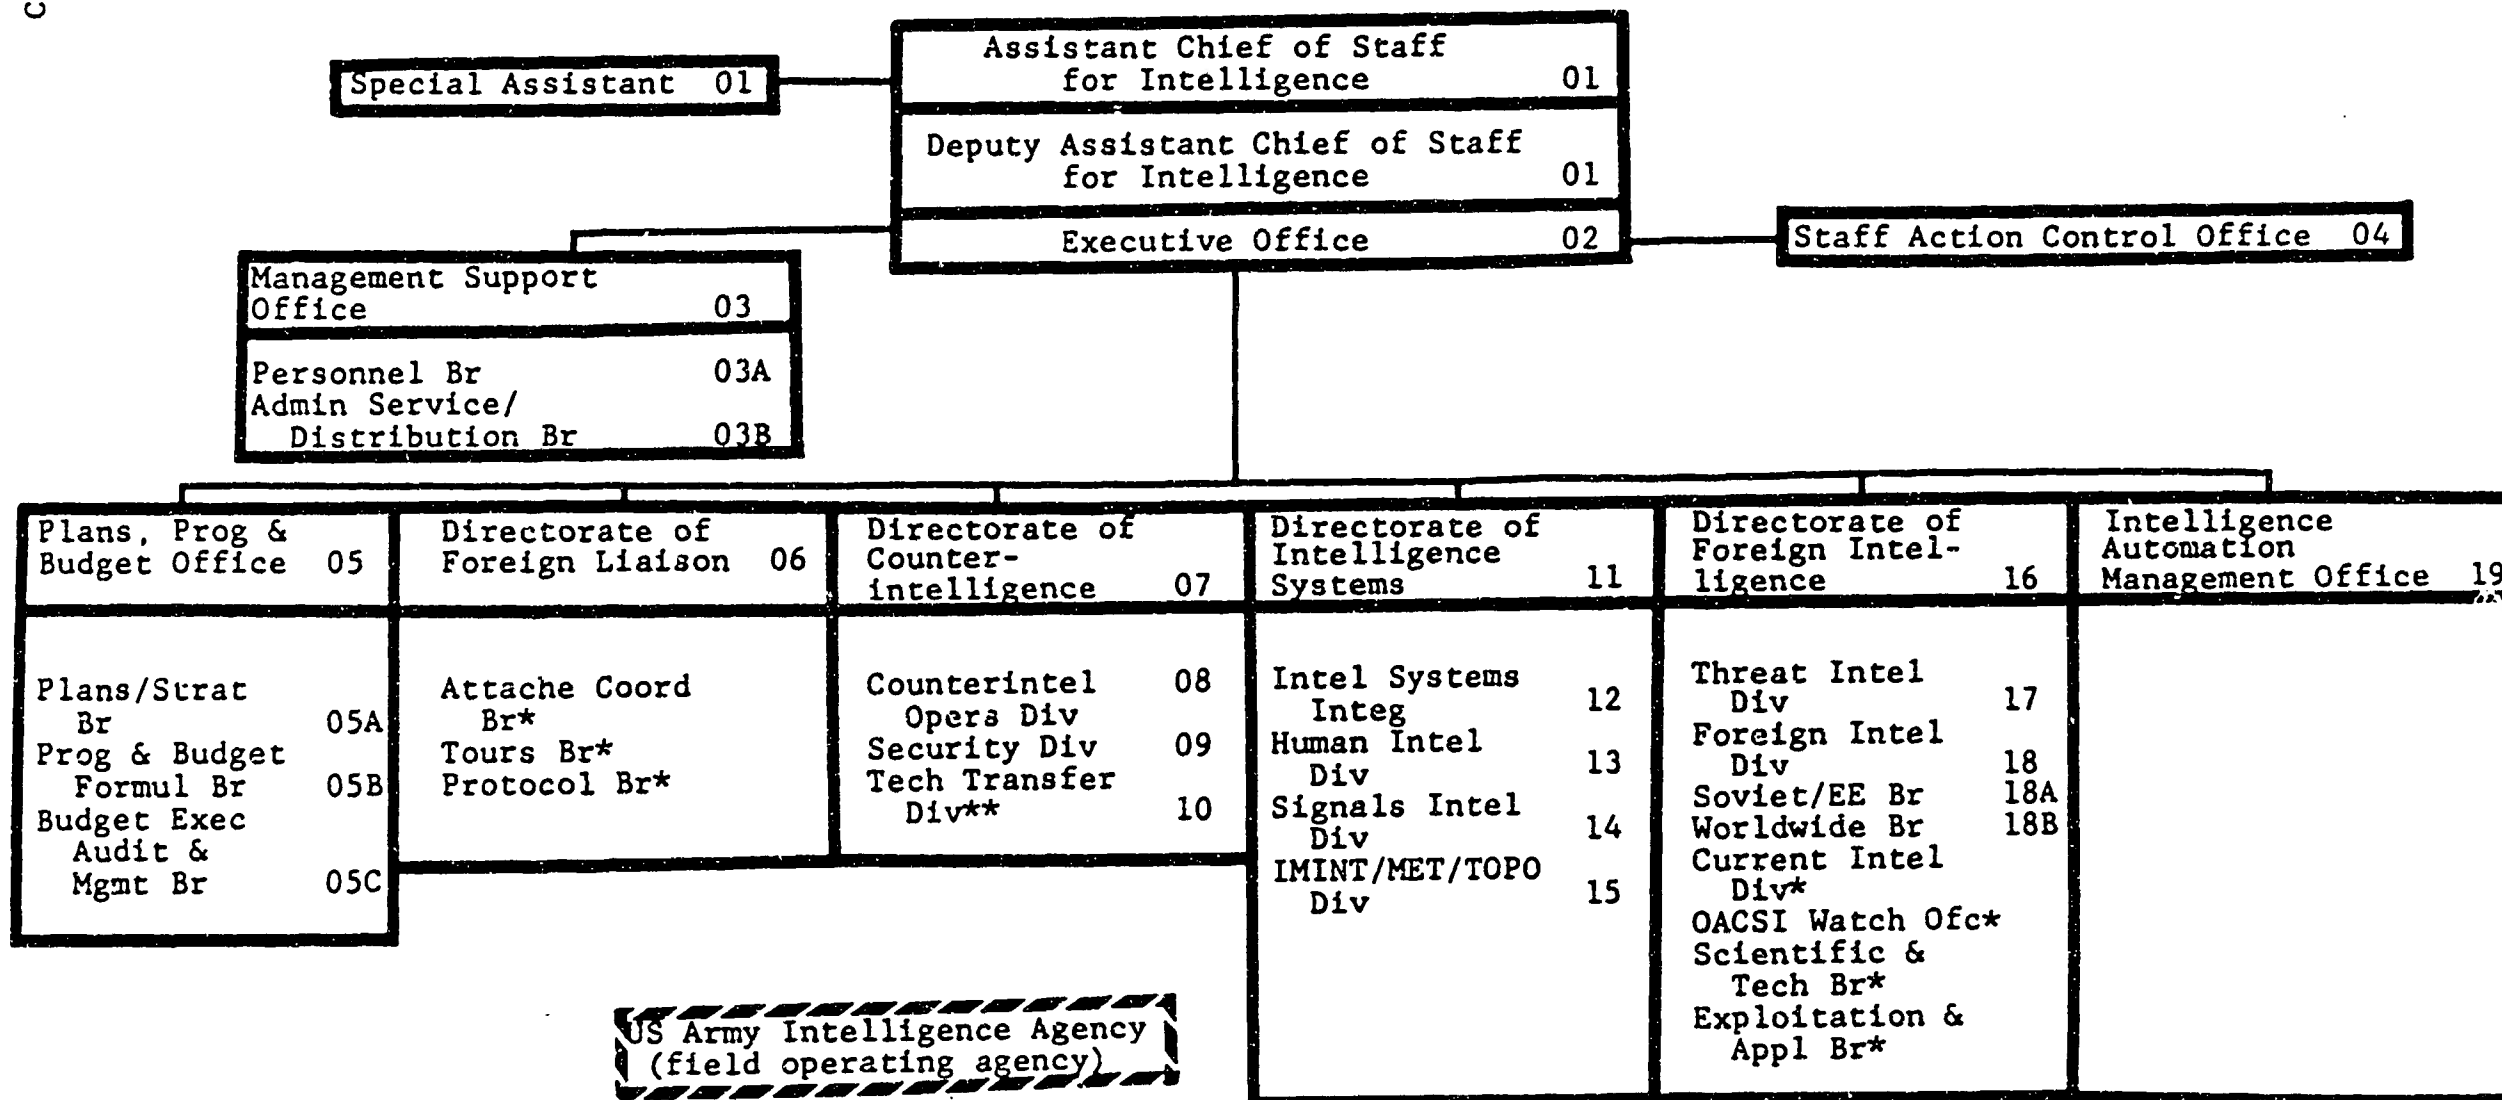 C
Assistant Chief of Staff
for Intelligence 01
Special Assistant 01
Deputy Assistant Chief of Staff
for Intelligence 01
Executive Office 02
Staff Action Control Office 04
Management Support
Office 03
Personnel Br 03A
Admin Service/
Distribution Br 03B
Plans, Prog &
Budget Office 05
Plans/Strat
Br 05A
Prog & Budget
Formul Br 05B
Budget Exec
Audit &
Mgmt Br 05C
Directorate of
Foreign Liaison 06
Attache Coord
Br*
Tours Br*
Protocol Br*
Directorate of
Counter-
intelligence 07
Counterintel 08
Opers Div
Security Div 09
Tech Transfer
Div** 10
Directorate of
Intelligence
Systems 11
Intel Systems
Integ 12
Human Intel
Div 13
Signals Intel
Div 14
IMINT/MET/TOPO
Div 15
Directorate of
Foreign Intel-
ligence 16
Threat Intel
Div 17
Foreign Intel
Div 18
Soviet/EE Br 18A
Worldwide Br 18B
Current Intel
Div*
OACSI Watch Ofc*
Scientific &
Tech Br*
Exploitation &
Appl Br*
Intelligence
Automation
Management Office 19
US Army Intelligence Agency
(field operating agency)